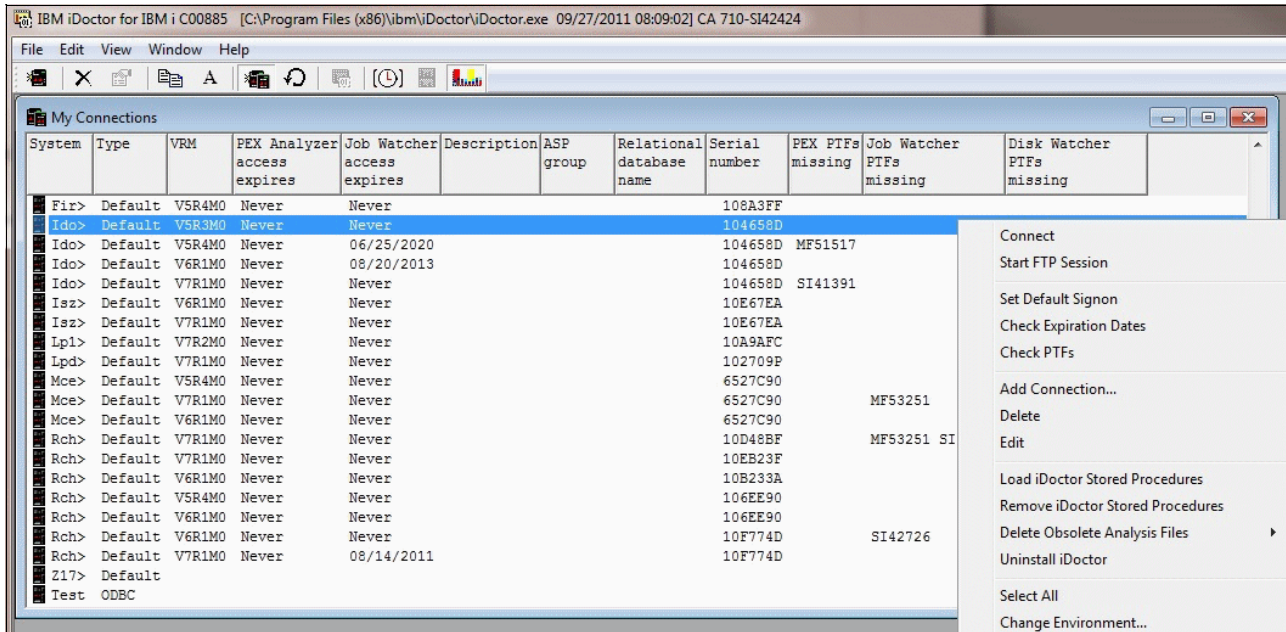 IBM iDoctor for IBM i C00885 [C:\Program Files (x86)\ibm\iDoctor\iDoctor.exe 09/27/2011 08:09:02] CA 710-SI42424
File Edit View Window Help
A
My Connections
System Type VRM PEX Analyzer access expires Job Watcher access expires Description ASP group Relational database name Serial number PEX PTFs missing Job Watcher PTFs missing Disk Watcher PTFs missing
Fir> Default V5R4M0 Never Never 108A3FF
Ido> Default V5R3M0 Never Never 104658D
Ido> Default V5R4M0 Never 06/25/2020 104658D MF51517
Ido> Default V6R1M0 Never 08/20/2013 104658D
Ido> Default V7R1M0 Never Never 104658D SI41391
Isz> Default V6R1M0 Never Never 10E67EA
Isz> Default V7R1M0 Never Never 10E67EA
Lp1> Default V7R2M0 Never Never 10A9AFC
Lpd> Default V7R1M0 Never Never 102709P
Mce> Default V5R4M0 Never Never 6527C90
Mce> Default V7R1M0 Never Never 6527C90 MF53251
Mce> Default V6R1M0 Never Never 6527C90
Rch> Default V7R1M0 Never Never 10D48BF MF53251 SI
Rch> Default V7R1M0 Never Never 10EB23F
Rch> Default V6R1M0 Never Never 10B233A
Rch> Default V5R4M0 Never Never 106EE90
Rch> Default V6R1M0 Never Never 106EE90
Rch> Default V6R1M0 Never Never 10F774D SI42726
Rch> Default V7R1M0 Never 08/14/2011 10F774D
Z17> Default
Test ODBC
Connect
Start FTP Session
Set Default Signon
Check Expiration Dates
Check PTFs
Add Connection...
Delete
Edit
Load iDoctor Stored Procedures
Remove iDoctor Stored Procedures
Delete Obsolete Analysis Files
Uninstall iDoctor
Select All
Change Environment...